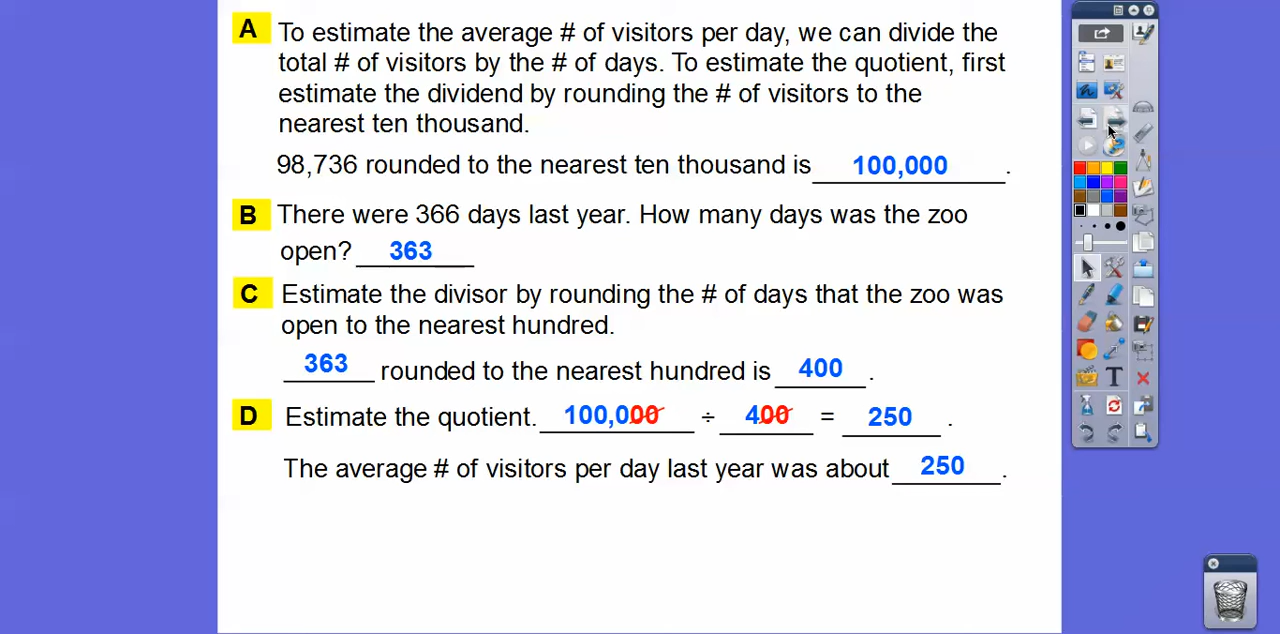 A To estimate the average # of visitors per day, we can divide the
total # of visitors by the # of days. To estimate the quotient, first
estimate the dividend by rounding the # of visitors to the
nearest ten thousand.
98,736 rounded to the nearest ten thousand is 100,000 .
B There were 366 days last year. How many days was the zoo
open? 363
C Estimate the divisor by rounding the # of days that the zoo was
open to the nearest hundred.
363 rounded to the nearest hundred is 400 .
D Estimate the quotient. 100,000 ÷ 400 = 250 .
The average # of visitors per day last year was about 250 .
T